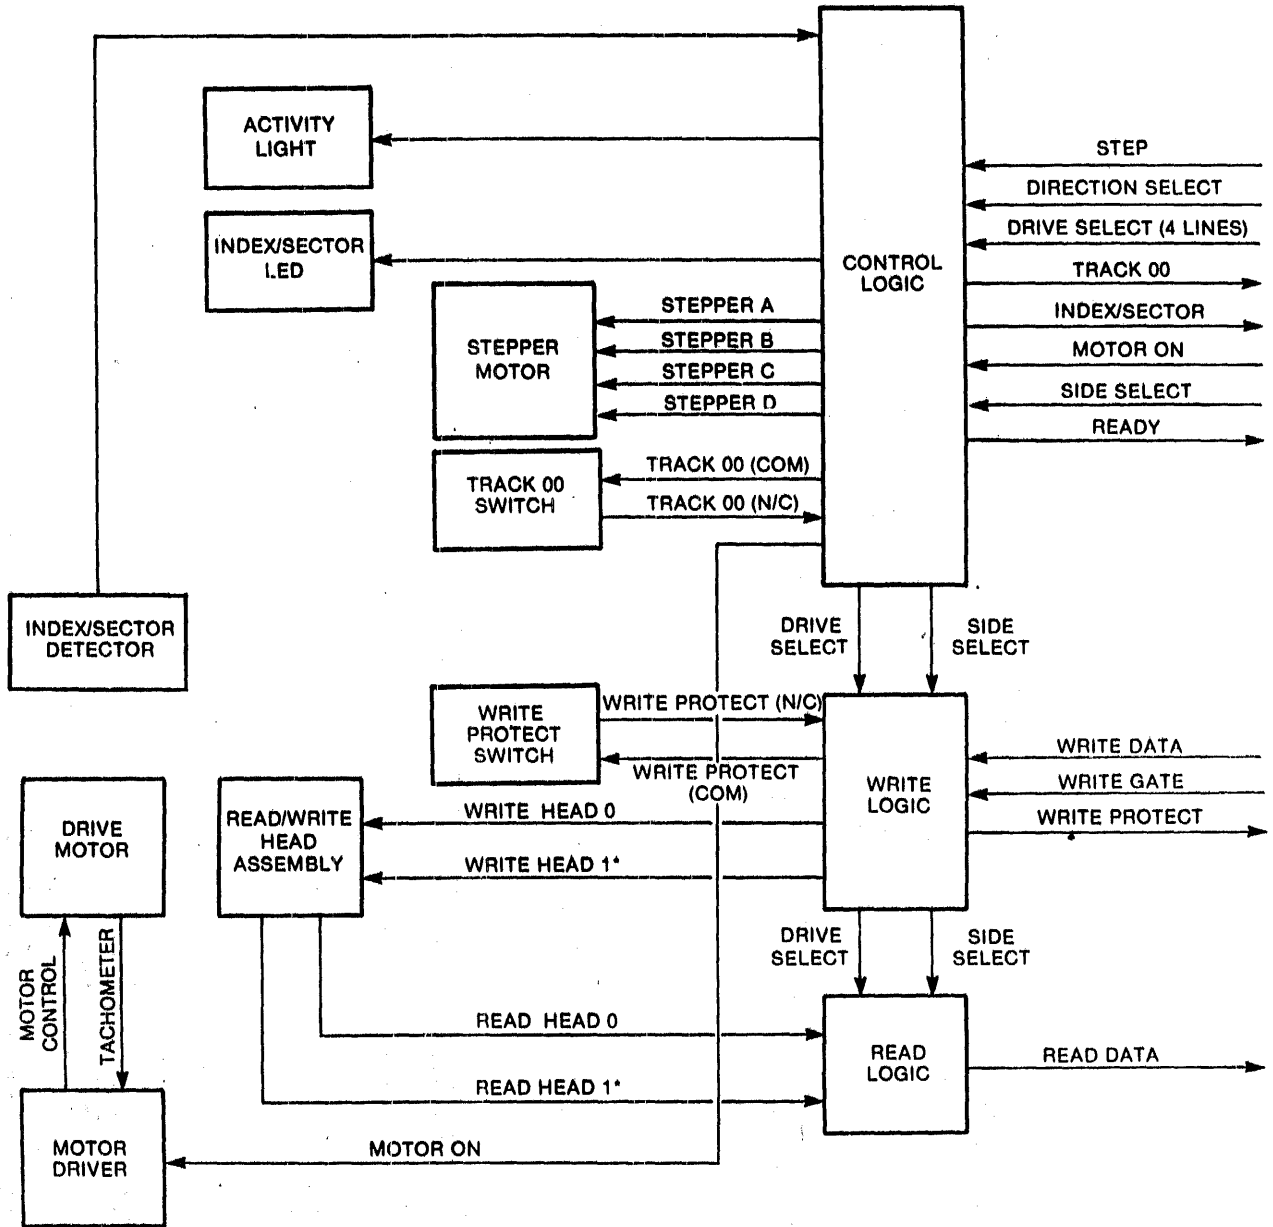 ACTIVITY
LIGHT
STEP
DIRECTION SELECT
INDEX/SECTOR
LED
DRIVE SELECT (4 LINES)
CONTROL
LOGIC
TRACK 00
STEPPER
MOTOR
STEPPER A
STEPPER B
STEPPER C
STEPPER D
INDEX/SECTOR
MOTOR ON
SIDE SELECT
READY
TRACK 00
SWITCH
TRACK 00 (COM)
TRACK 00 (N/C)
INDEX/SECTOR
DETECTOR
DRIVE
SELECT
SIDE
SELECT
WRITE
PROTECT
SWITCH
WRITE PROTECT (N/C)
WRITE PROTECT
(COM)
WRITE
LOGIC
WRITE DATA
WRITE GATE
WRITE PROTECT
DRIVE
MOTOR
READ/WRITE
HEAD
ASSEMBLY
WRITE HEAD 0
WRITE HEAD 1*
DRIVE
SELECT
SIDE
SELECT
MOTOR
CONTROL
TACHOMETER
READ HEAD 0
READ HEAD 1*
READ
LOGIC
READ DATA
MOTOR
DRIVER
MOTOR ON